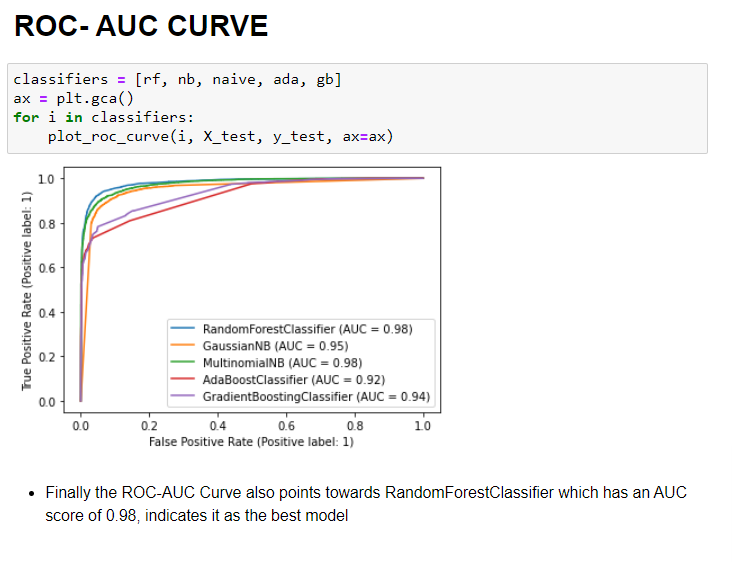 ROC- AUC CURVE
classifiers = [rf, nb, naive, ada, gb]
ax = plt.gca()
for i in classifiers:
    plot_roc_curve(i, X_test, y_test, ax=ax)
True Positive Rate (Positive label: 1)
1.0
0.8
0.6
0.4
0.2
0.0
RandomForestClassifier (AUC = 0.98)
GaussianNB (AUC = 0.95)
MultinomialNB (AUC = 0.98)
AdaBoostClassifier (AUC = 0.92)
GradientBoostingClassifier (AUC = 0.94)
0.0 0.2 0.4 0.6 0.8 1.0
False Positive Rate (Positive label: 1)
• Finally the ROC-AUC Curve also points towards RandomForestClassifier which has an AUC
score of 0.98, indicates it as the best model